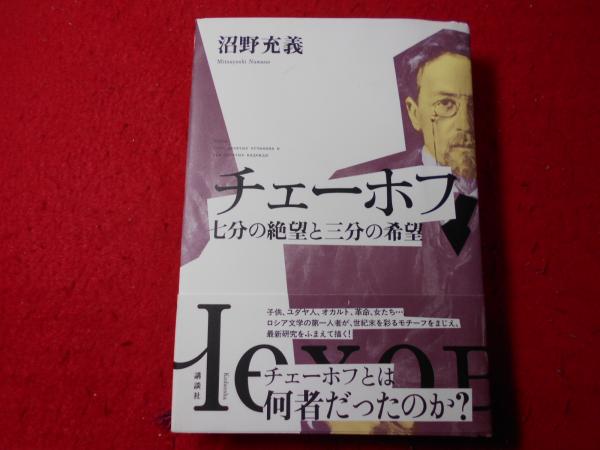 沼野充義
Mitsuyoshi Numano
チェーホフ
七分の絶望と三分の希望
子供、ユダヤ人、オカルト、革命、女たち…
ロシア文学の第一人者が、世紀末を彩るモチーフをまじえ、
最新研究をふまえて描く!
Чехов
チェーホフとは
何者だったのか?
Kodansha
講談社